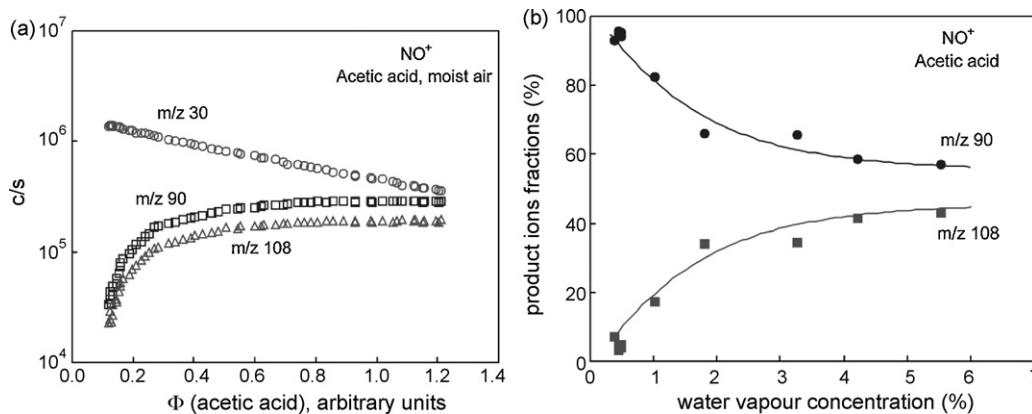 (a)
10^7
10^6
10^5
10^4
c/s
NO⁺
Acetic acid, moist air
m/z 30
m/z 90
m/z 108
0.0 0.2 0.4 0.6 0.8 1.0 1.2 1.4
Φ (acetic acid), arbitrary units
(b)
100
80
60
40
20
0
product ions fractions (%)
NO⁺
Acetic acid
m/z 90
m/z 108
0 1 2 3 4 5 6 7
water vapour concentration (%)